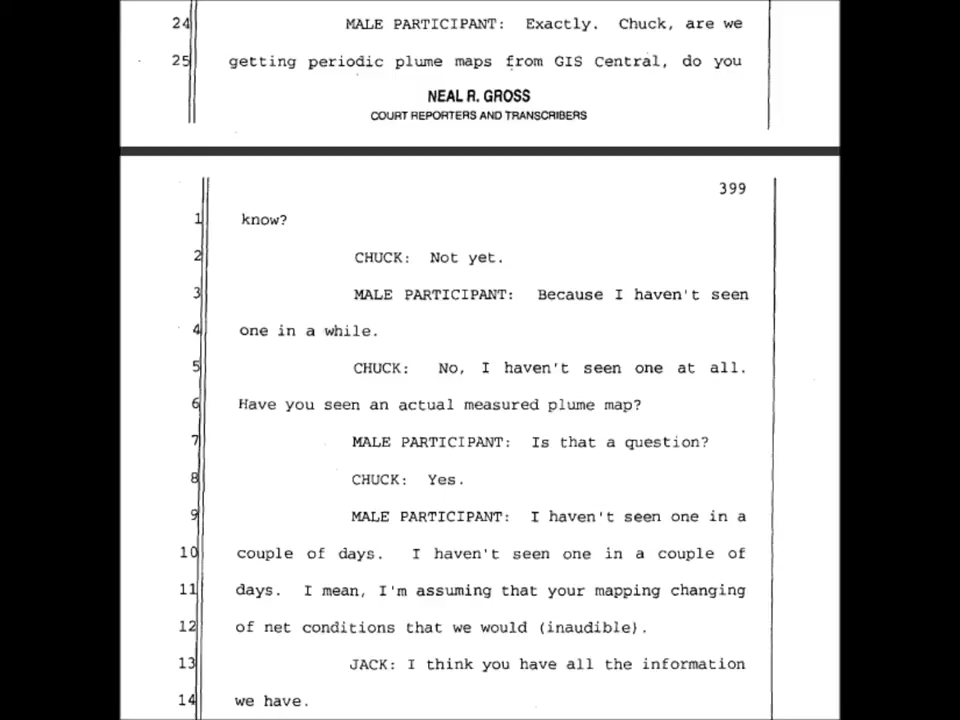 24 MALE PARTICIPANT: Exactly. Chuck, are we
25 getting periodic plume maps from GIS Central, do you
NEAL R. GROSS
COURT REPORTERS AND TRANSCRIBERS
399
1 know?
2 CHUCK: Not yet.
3 MALE PARTICIPANT: Because I haven't seen
4 one in a while.
5 CHUCK: No, I haven't seen one at all.
6 Have you seen an actual measured plume map?
7 MALE PARTICIPANT: Is that a question?
8 CHUCK: Yes.
9 MALE PARTICIPANT: I haven't seen one in a
10 couple of days. I haven't seen one in a couple of
11 days. I mean, I'm assuming that your mapping changing
12 of net conditions that we would (inaudible).
13 JACK: I think you have all the information
14 we have.